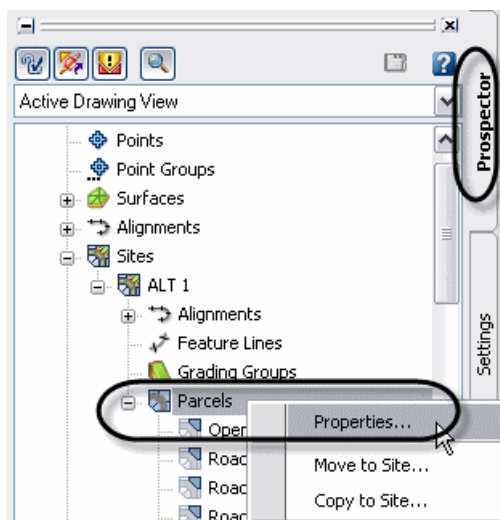 Active Drawing View
Prospector
Points
Point Groups
Surfaces
Alignments
Sites
Settings
ALT 1
Alignments
Feature Lines
Grading Groups
Parcels
Properties...
Move to Site...
Copy to Site...